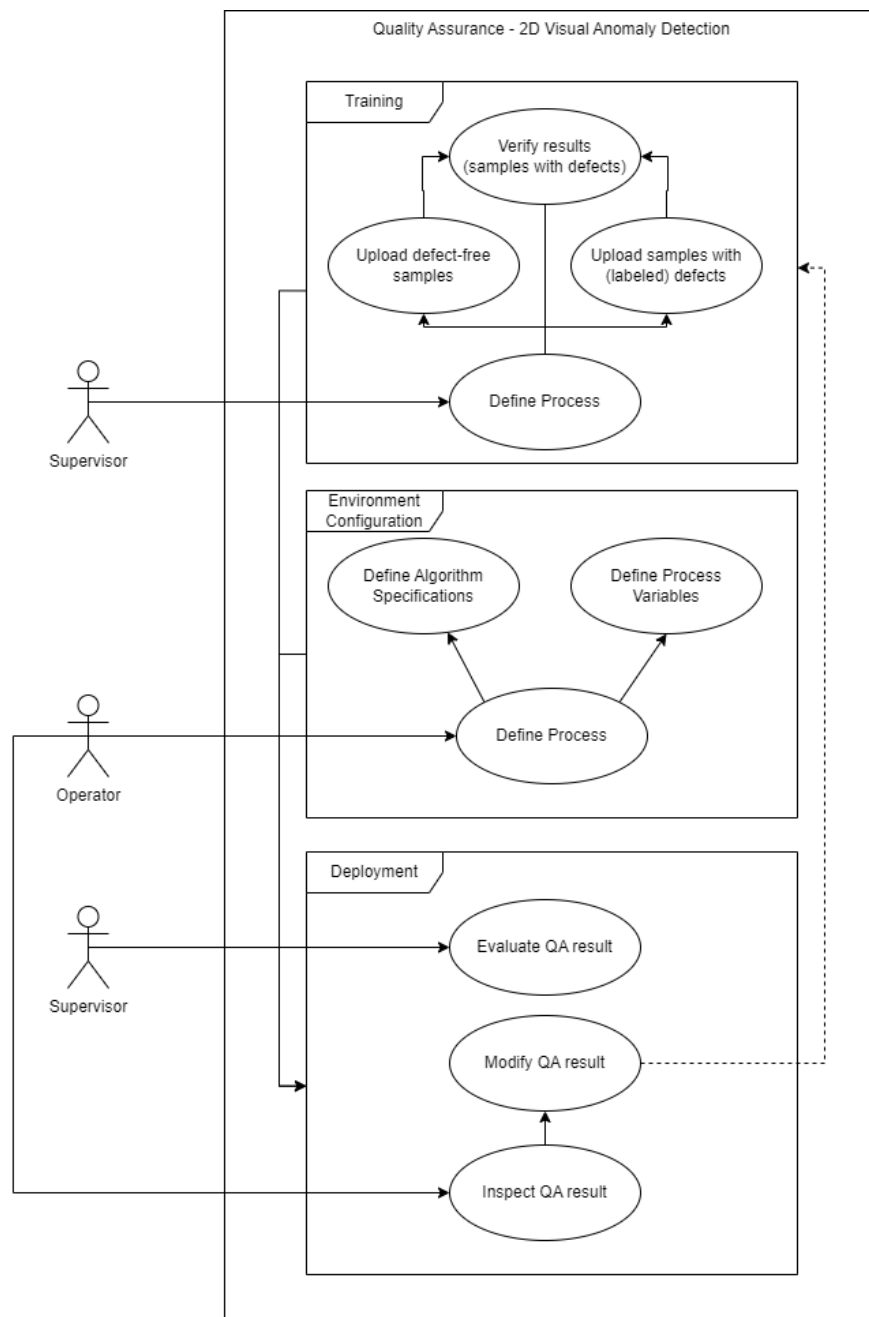 Quality Assurance - 2D Visual Anomaly Detection
Training
Verify results
(samples with defects)
Upload defect-free
samples
Upload samples with
(labeled) defects
Define Process
Supervisor
Environment
Configuration
Define Algorithm
Specifications
Define Process
Variables
Define Process
Operator
Deployment
Evaluate QA result
Supervisor
Modify QA result
Inspect QA result